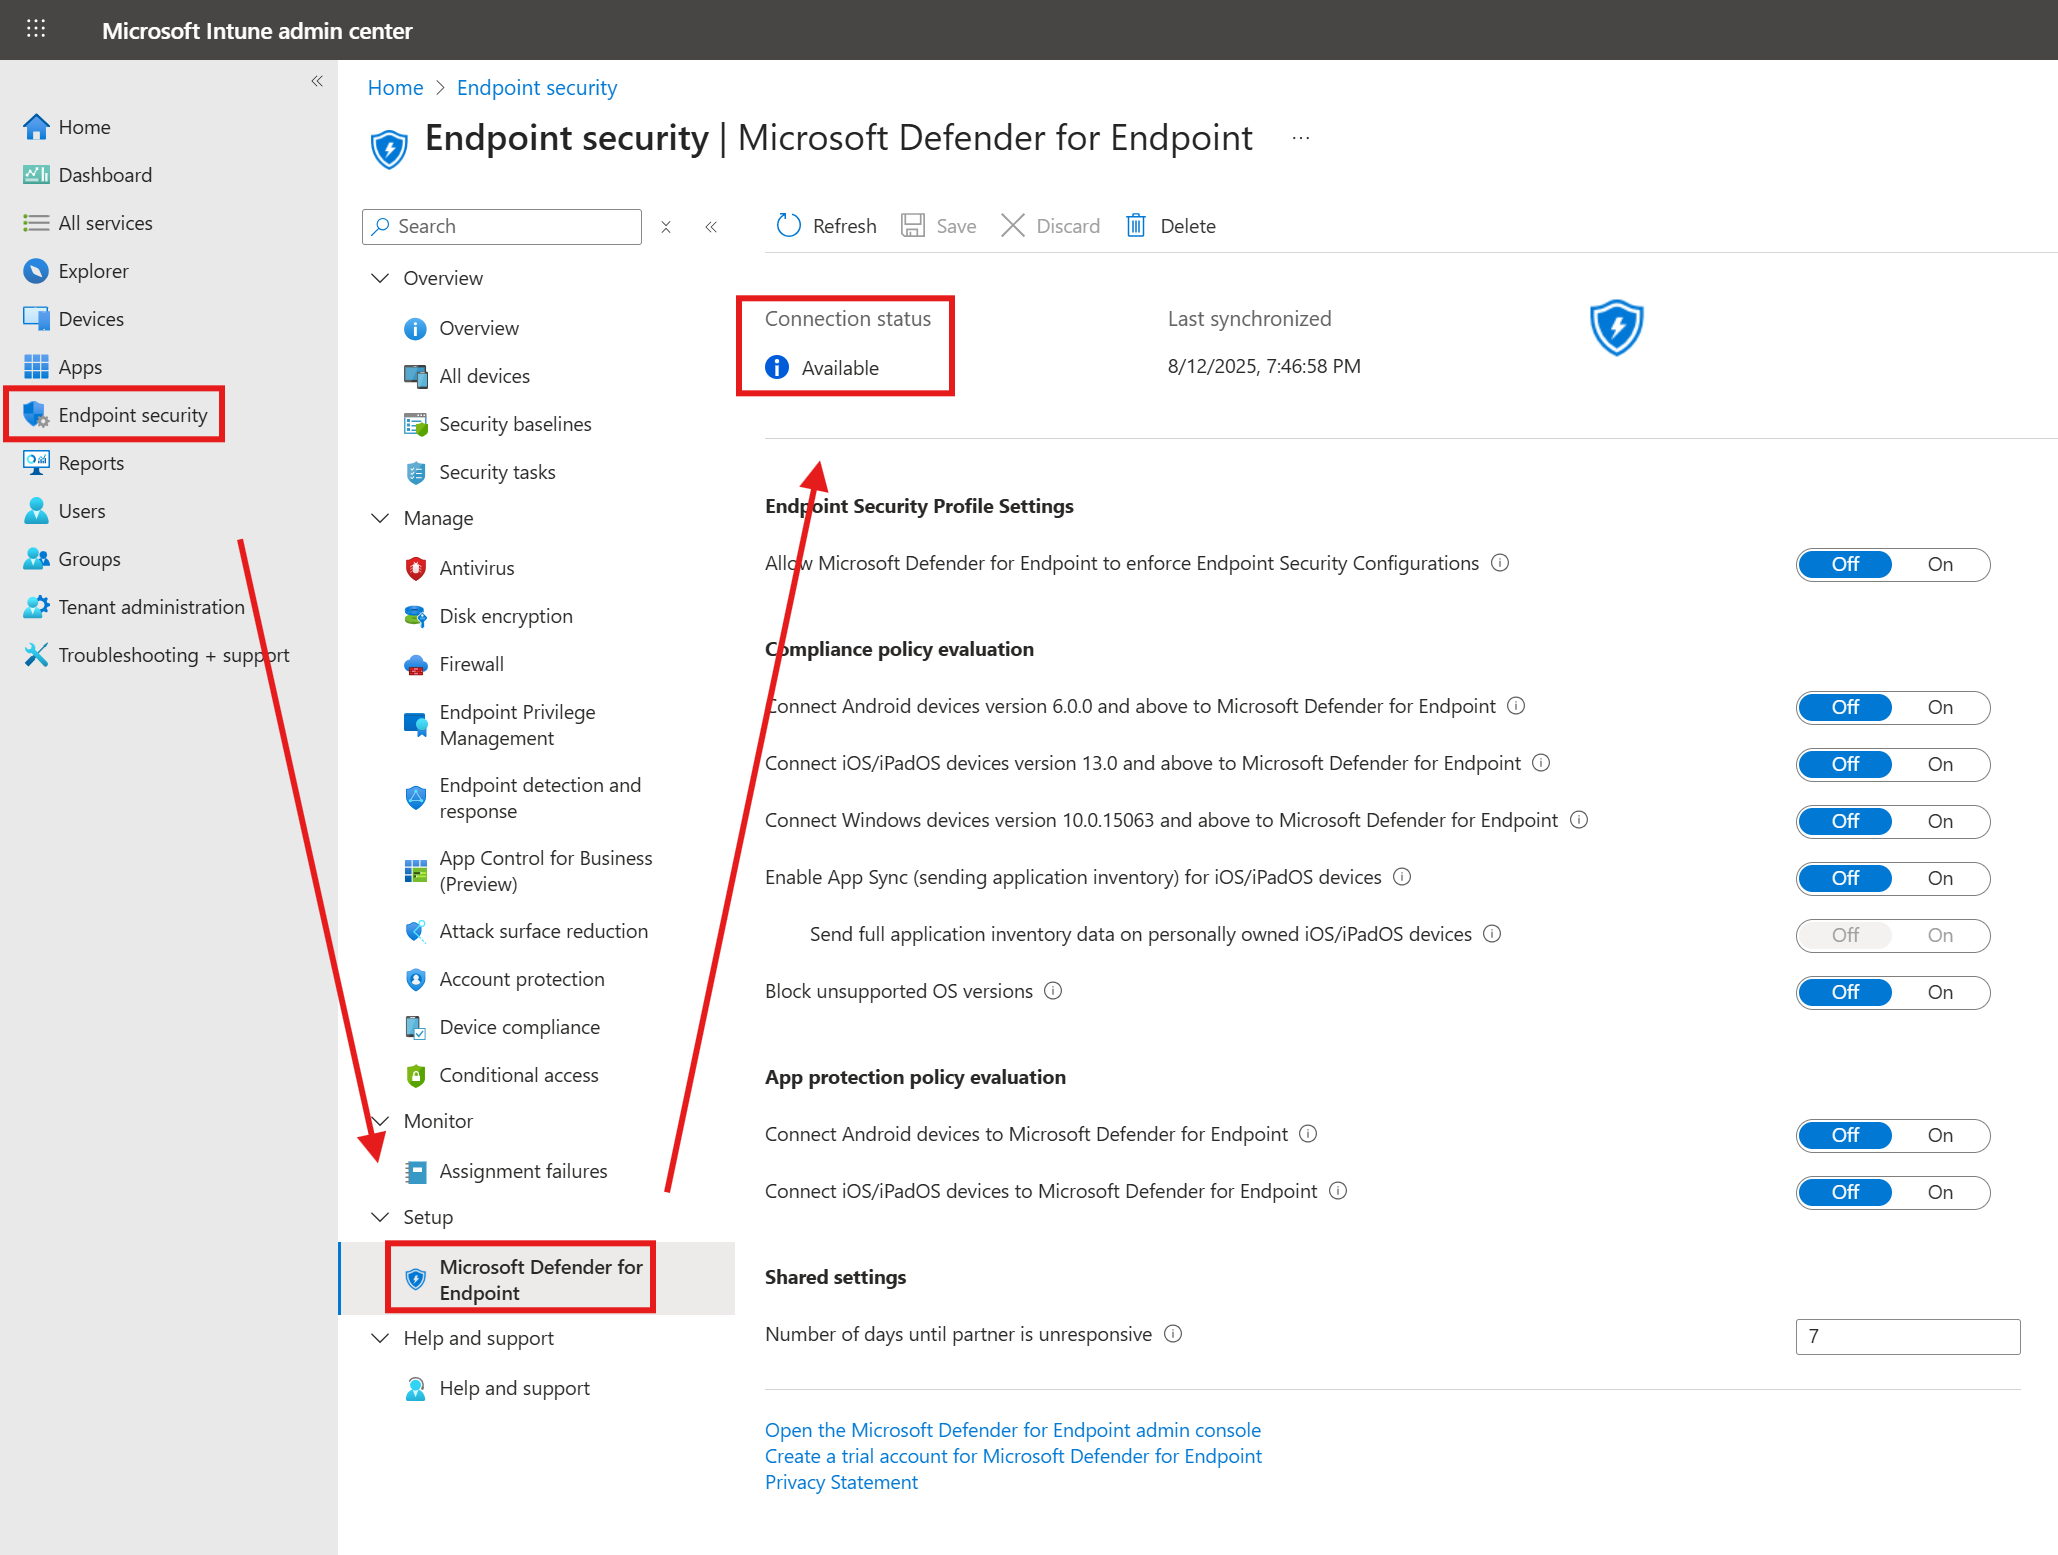 Microsoft Intune admin center
Home
Dashboard
All services
Explorer
Devices
Apps
Endpoint security
Reports
Users
Groups
Tenant administration
Troubleshooting + support
Home > Endpoint security
Endpoint security | Microsoft Defender for Endpoint ...
Search
Overview
Overview
All devices
Security baselines
Security tasks
Manage
Antivirus
Disk encryption
Firewall
Endpoint Privilege
Management
Endpoint detection and
response
App Control for Business
(Preview)
Attack surface reduction
Account protection
Device compliance
Conditional access
Monitor
Assignment failures
Setup
Microsoft Defender for
Endpoint
Help and support
Help and support
Refresh Save Discard Delete
Connection status
Available
Last synchronized
8/12/2025, 7:46:58 PM
Endpoint Security Profile Settings
Allow Microsoft Defender for Endpoint to enforce Endpoint Security Configurations Off On
Compliance policy evaluation
Connect Android devices version 6.0.0 and above to Microsoft Defender for Endpoint Off On
Connect iOS/iPadOS devices version 13.0 and above to Microsoft Defender for Endpoint Off On
Connect Windows devices version 10.0.15063 and above to Microsoft Defender for Endpoint Off On
Enable App Sync (sending application inventory) for iOS/iPadOS devices Off On
Send full application inventory data on personally owned iOS/iPadOS devices Off On
Block unsupported OS versions Off On
App protection policy evaluation
Connect Android devices to Microsoft Defender for Endpoint Off On
Connect iOS/iPadOS devices to Microsoft Defender for Endpoint Off On
Shared settings
Number of days until partner is unresponsive 7
Open the Microsoft Defender for Endpoint admin console
Create a trial account for Microsoft Defender for Endpoint
Privacy Statement